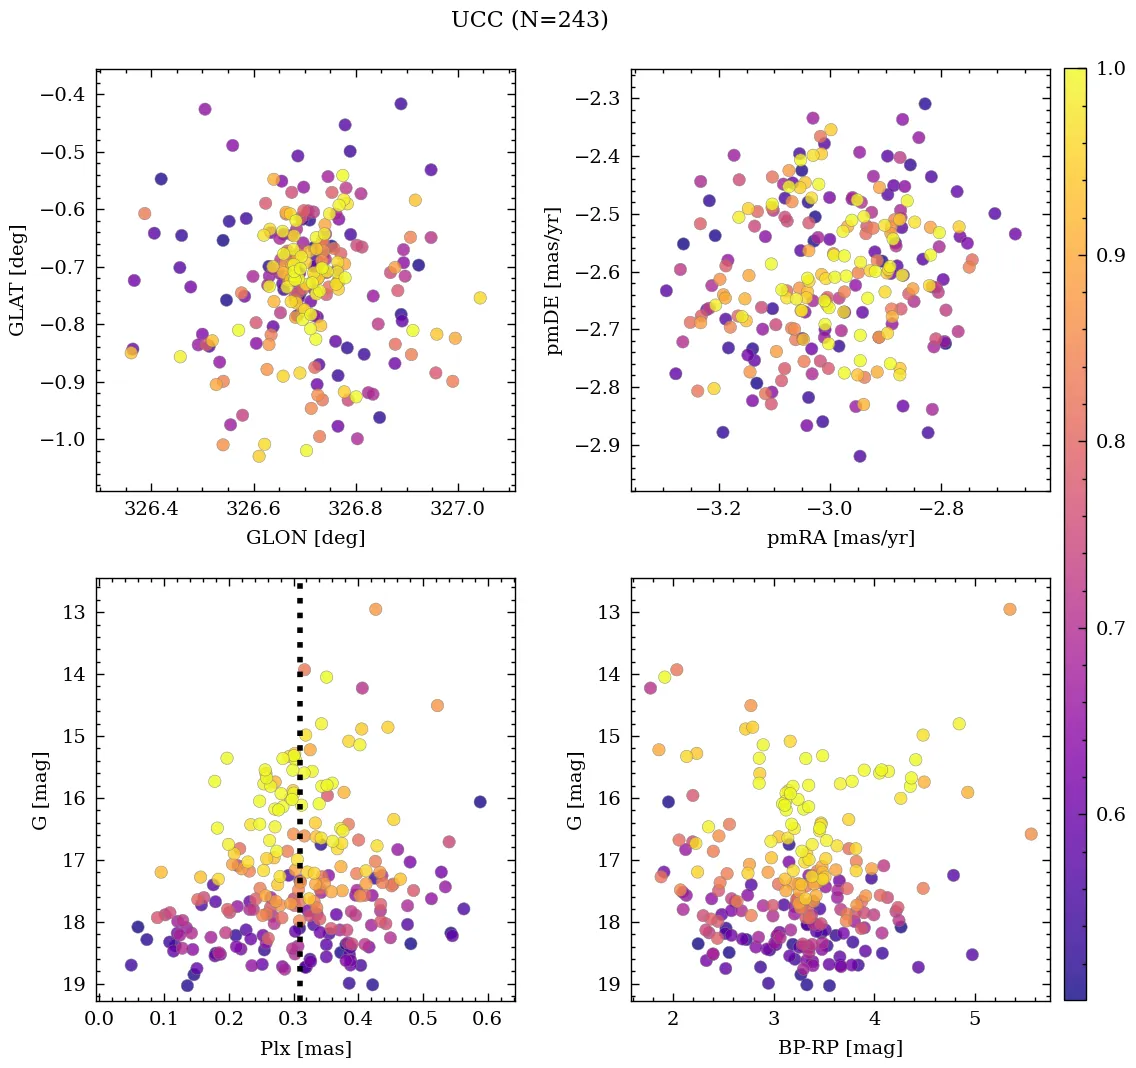 UCC (N=243)
−0.4
−0.5
−0.6
−0.7
−0.8
−0.9
−1.0
GLAT [deg]
326.4 326.6 326.8 327.0
GLON [deg]
−2.3
−2.4
−2.5
−2.6
−2.7
−2.8
−2.9
pmDE [mas/yr]
−3.2 −3.0 −2.8
pmRA [mas/yr]
13
14
15
16
17
18
19
G [mag]
0.0 0.1 0.2 0.3 0.4 0.5 0.6
Plx [mas]
13
14
15
16
17
18
19
G [mag]
2 3 4 5
BP-RP [mag]
1.0
0.9
0.8
0.7
0.6